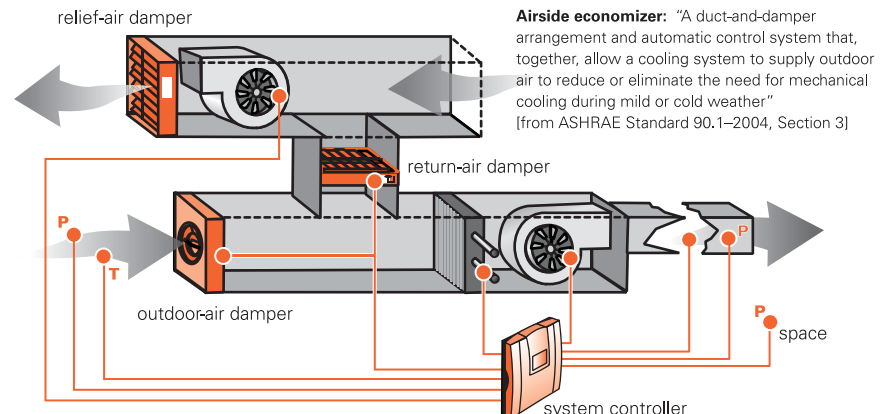 relief-air damper
Airside economizer: “A duct-and-damper
arrangement and automatic control system that,
together, allow a cooling system to supply outdoor
air to reduce or eliminate the need for mechanical
cooling during mild or cold weather”
[from ASHRAE Standard 90.1–2004, Section 3]
return-air damper
P
T
P
outdoor-air damper
P
space
system controller